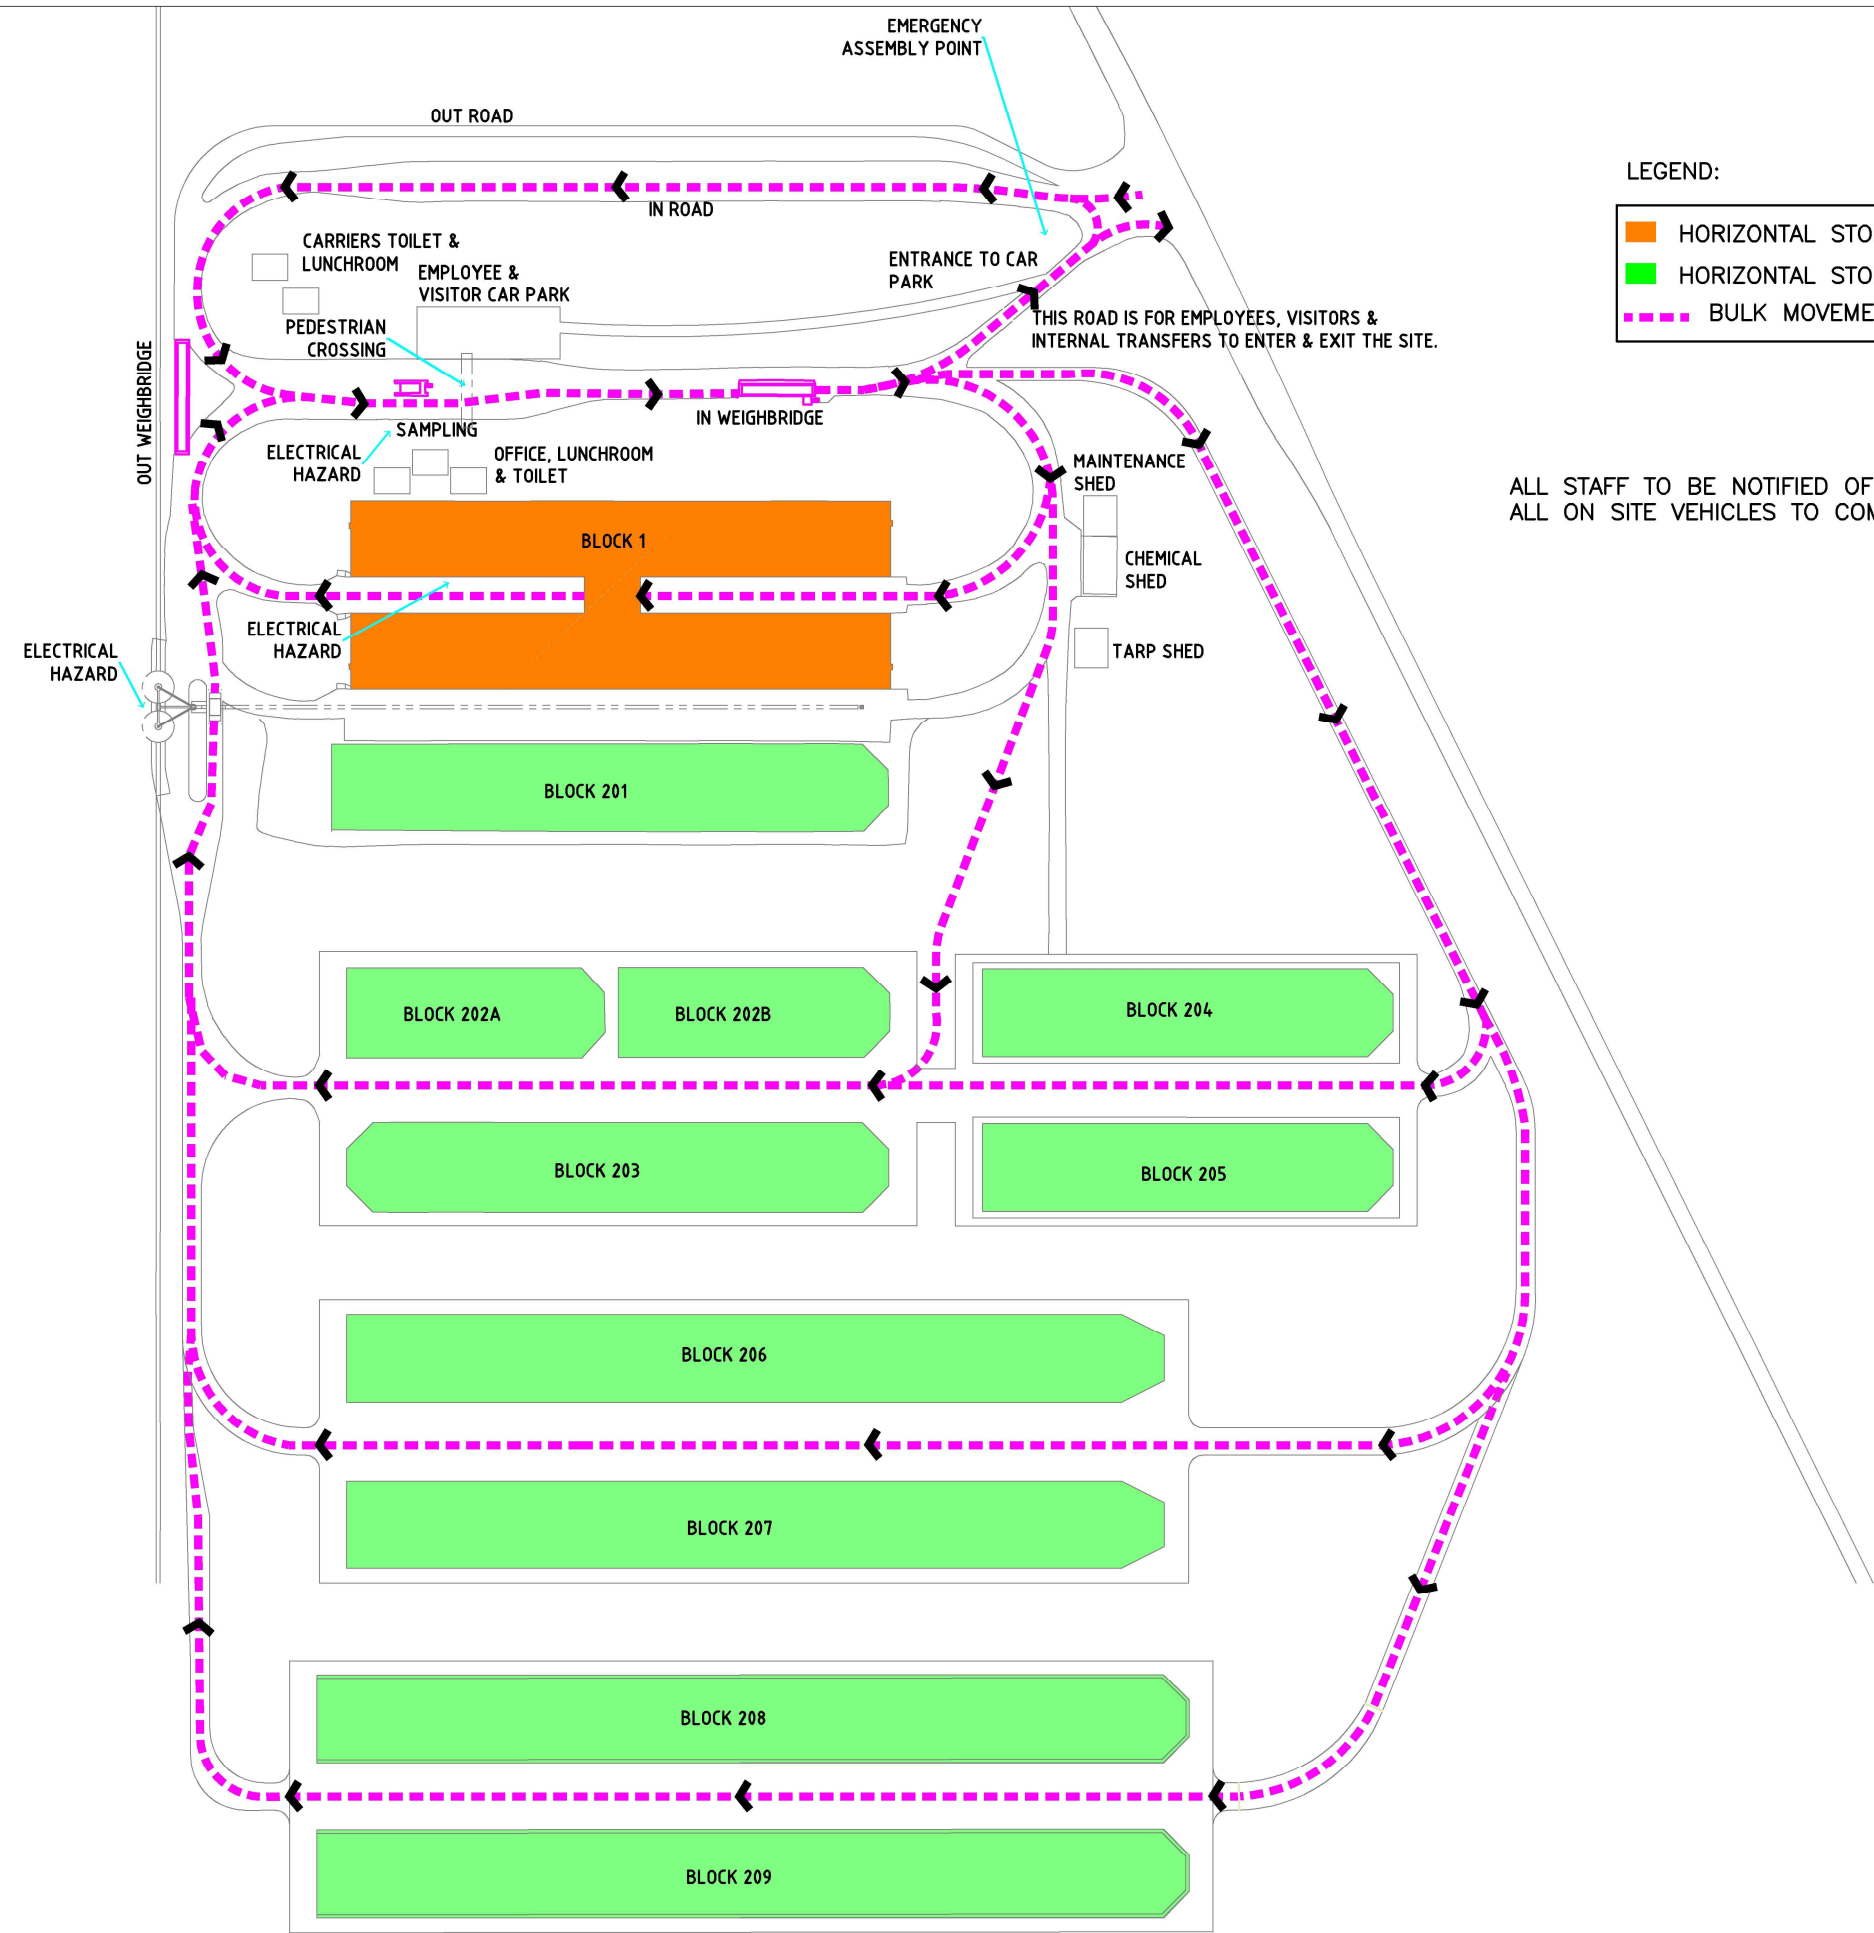 EMERGENCY
ASSEMBLY POINT
OUT ROAD
LEGEND:
IN ROAD
HORIZONTAL STO
CARRIERS TOILET &
LUNCHROOM
EMPLOYEE &
VISITOR CAR PARK
ENTRANCE TO CAR
PARK
HORIZONTAL STO
BULK MOVEME
PEDESTRIAN
CROSSING
THIS ROAD IS FOR EMPLOYEES, VISITORS &
INTERNAL TRANSFERS TO ENTER & EXIT THE SITE.
OUT WEIGHBRIDGE
SAMPLING
IN WEIGHBRIDGE
ELECTRICAL
HAZARD
OFFICE, LUNCHROOM
& TOILET
MAINTENANCE
SHED
ALL STAFF TO BE NOTIFIED OF
ALL ON SITE VEHICLES TO COM
BLOCK 1
CHEMICAL
SHED
ELECTRICAL
HAZARD
ELECTRICAL
HAZARD
TARP SHED
BLOCK 201
BLOCK 202A
BLOCK 202B
BLOCK 204
BLOCK 203
BLOCK 205
BLOCK 206
BLOCK 207
BLOCK 208
BLOCK 209